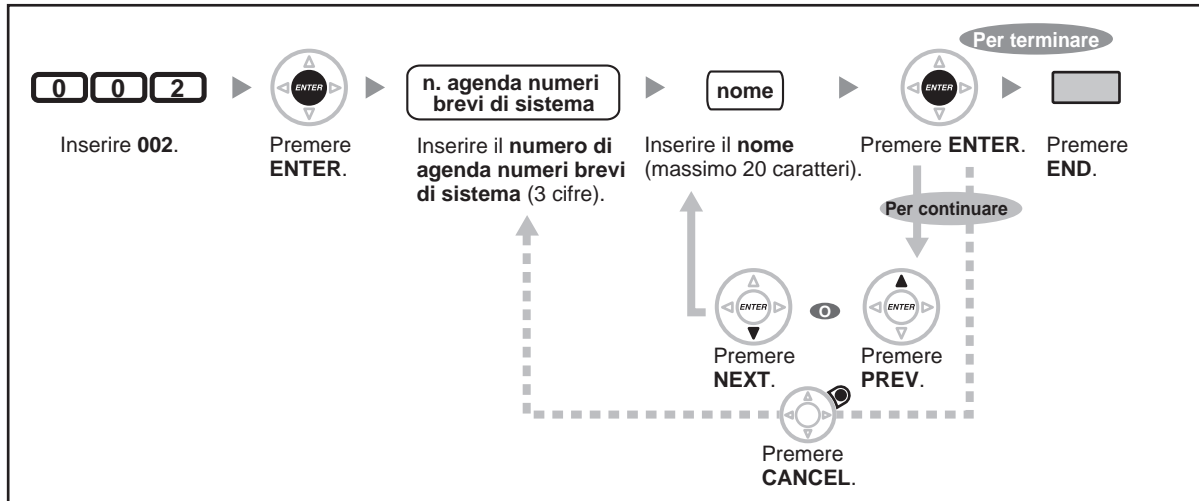 Per terminare
0 0 2
ENTER
n. agenda numeri
brevi di sistema
nome
ENTER
Inserire 002.
Premere
ENTER.
Inserire il numero di
agenda numeri brevi
di sistema (3 cifre).
Inserire il nome
(massimo 20 caratteri).
Premere ENTER.
Premere
END.
Per continuare
ENTER
O
ENTER
Premere
NEXT.
Premere
PREV.
Premere
CANCEL.